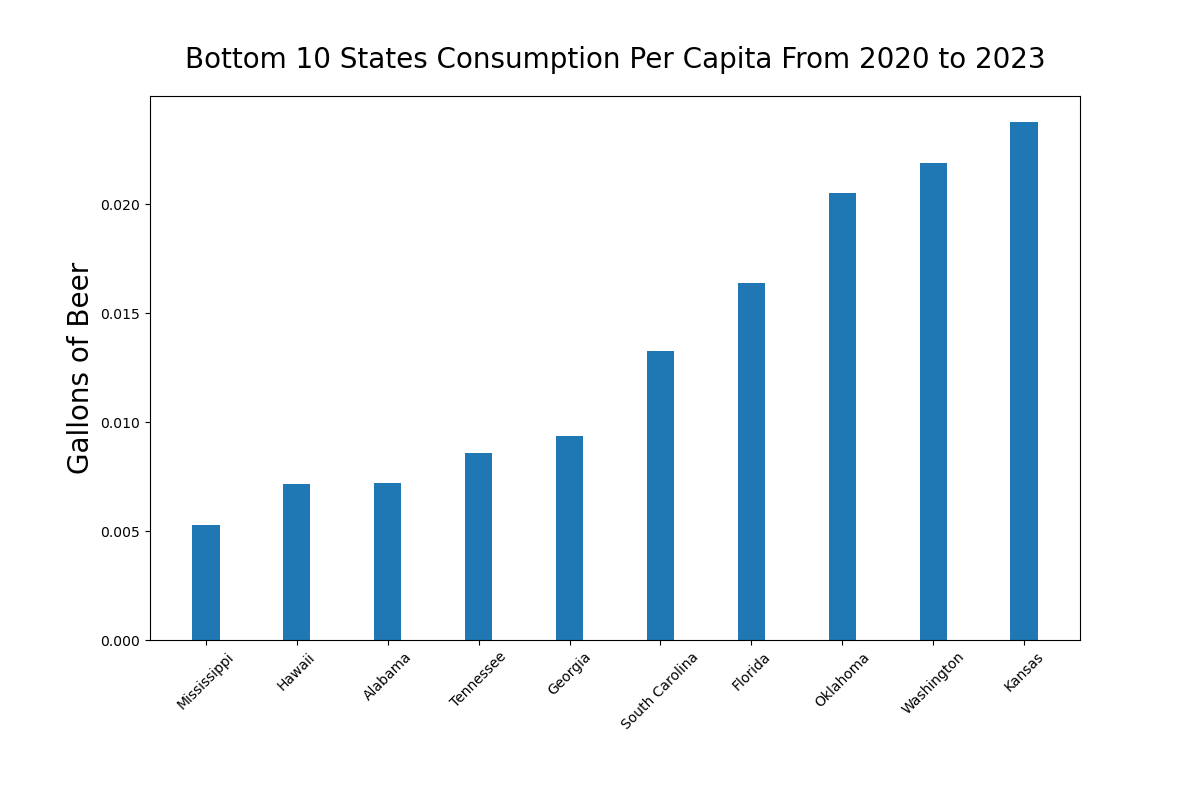 Bottom 10 States Consumption Per Capita From 2020 to 2023
Gallons of Beer
0.020
0.015
0.010
0.005
0.000
Mississippi
Hawaii
Alabama
Tennessee
Georgia
South Carolina
Florida
Oklahoma
Washington
Kansas